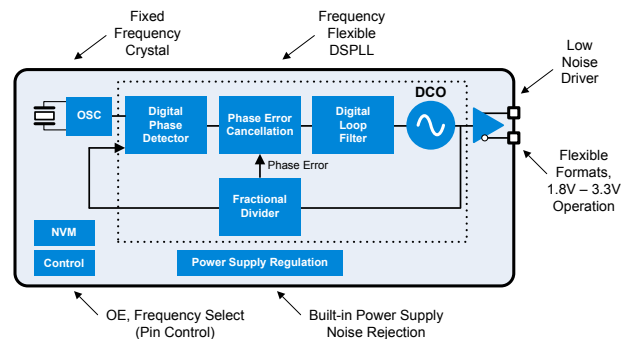 Fixed
Frequency
Crystal
Frequency
Flexible
DSPLL
Low
Noise
Driver
OSC
Digital
Phase
Detector
Phase Error
Cancellation
Digital
Loop
Filter
DCO
Phase Error
Fractional
Divider
Flexible
Formats,
1.8V – 3.3V
Operation
NVM
Control
Power Supply Regulation
OE, Frequency Select
(Pin Control)
Built-in Power Supply
Noise Rejection